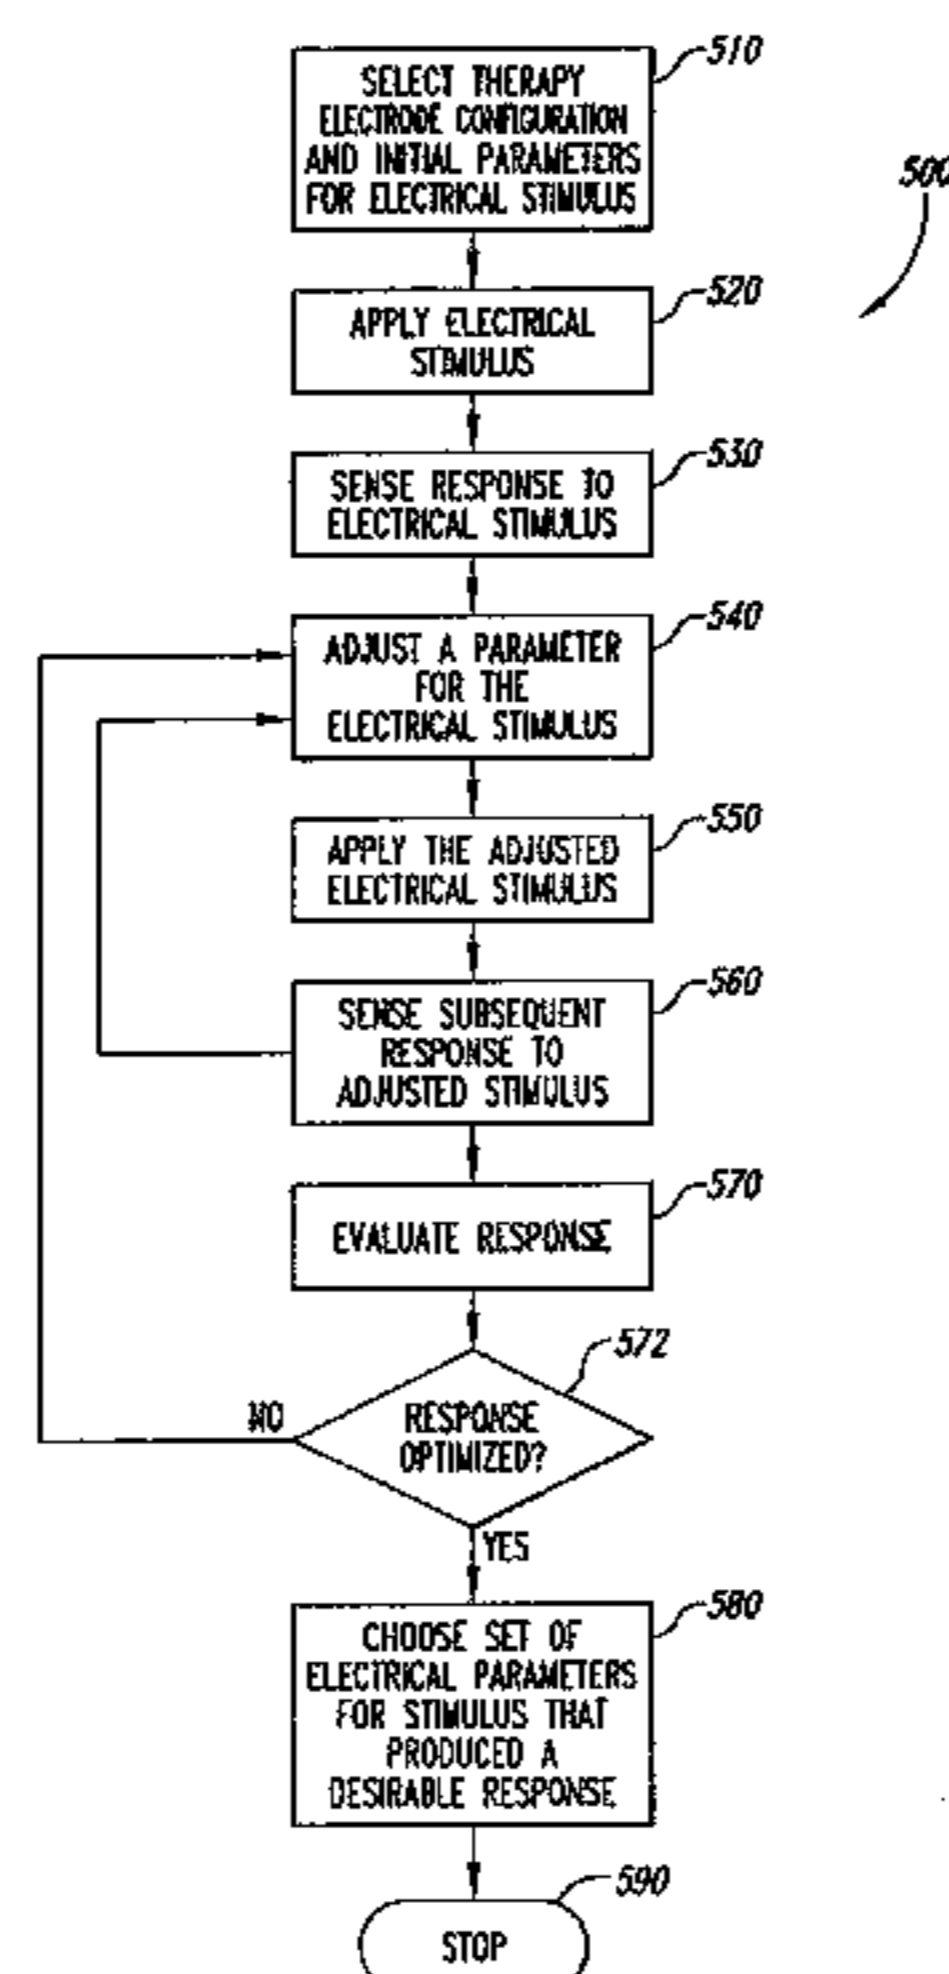 510
SELECT THERAPY
ELECTRODE CONFIGURATION
AND INITIAL PARAMETERS
FOR ELECTRICAL STIMULUS
500
520
APPLY ELECTRICAL
STIMULUS
530
SENSE RESPONSE TO
ELECTRICAL STIMULUS
540
ADJUST A PARAMETER
FOR THE
ELECTRICAL STIMULUS
550
APPLY THE ADJUSTED
ELECTRICAL STIMULUS
560
SENSE SUBSEQUENT
RESPONSE TO
ADJUSTED STIMULUS
570
EVALUATE RESPONSE
572
NO
RESPONSE
OPTIMIZED?
YES
580
CHOOSE SET OF
ELECTRICAL PARAMETERS
FOR STIMULUS THAT
PRODUCED A
DESIRABLE RESPONSE
590
STOP